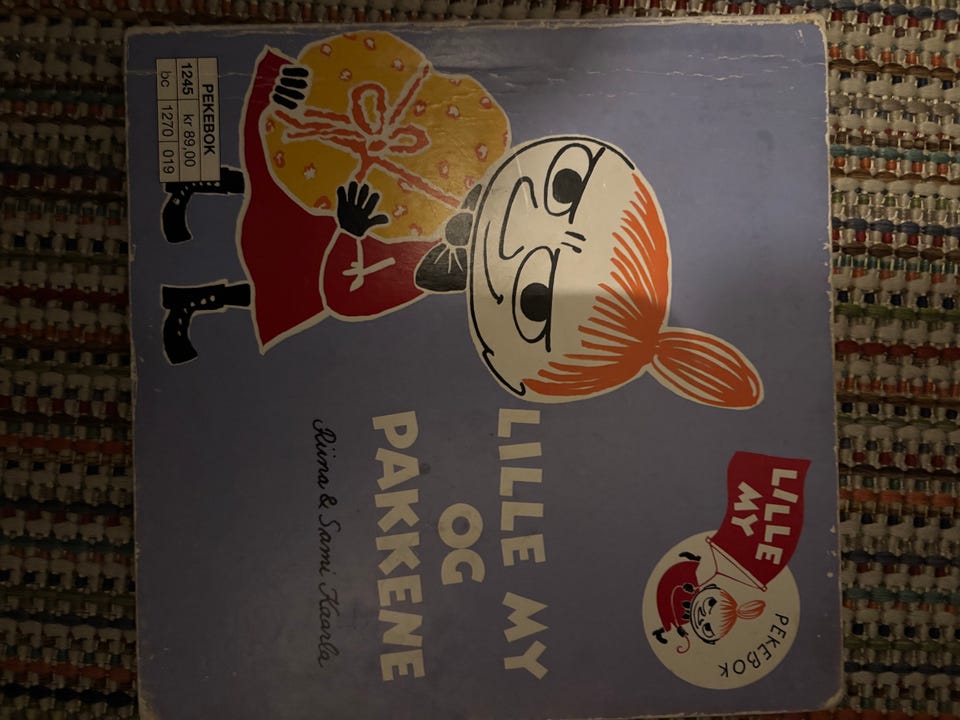 LILLE
MY
PEKEBOK
LILLE MY
OG
PAKKENE
Riina & Sami Kaarla
PEKEBOK
1245 kr 89,00
bc 1270 019